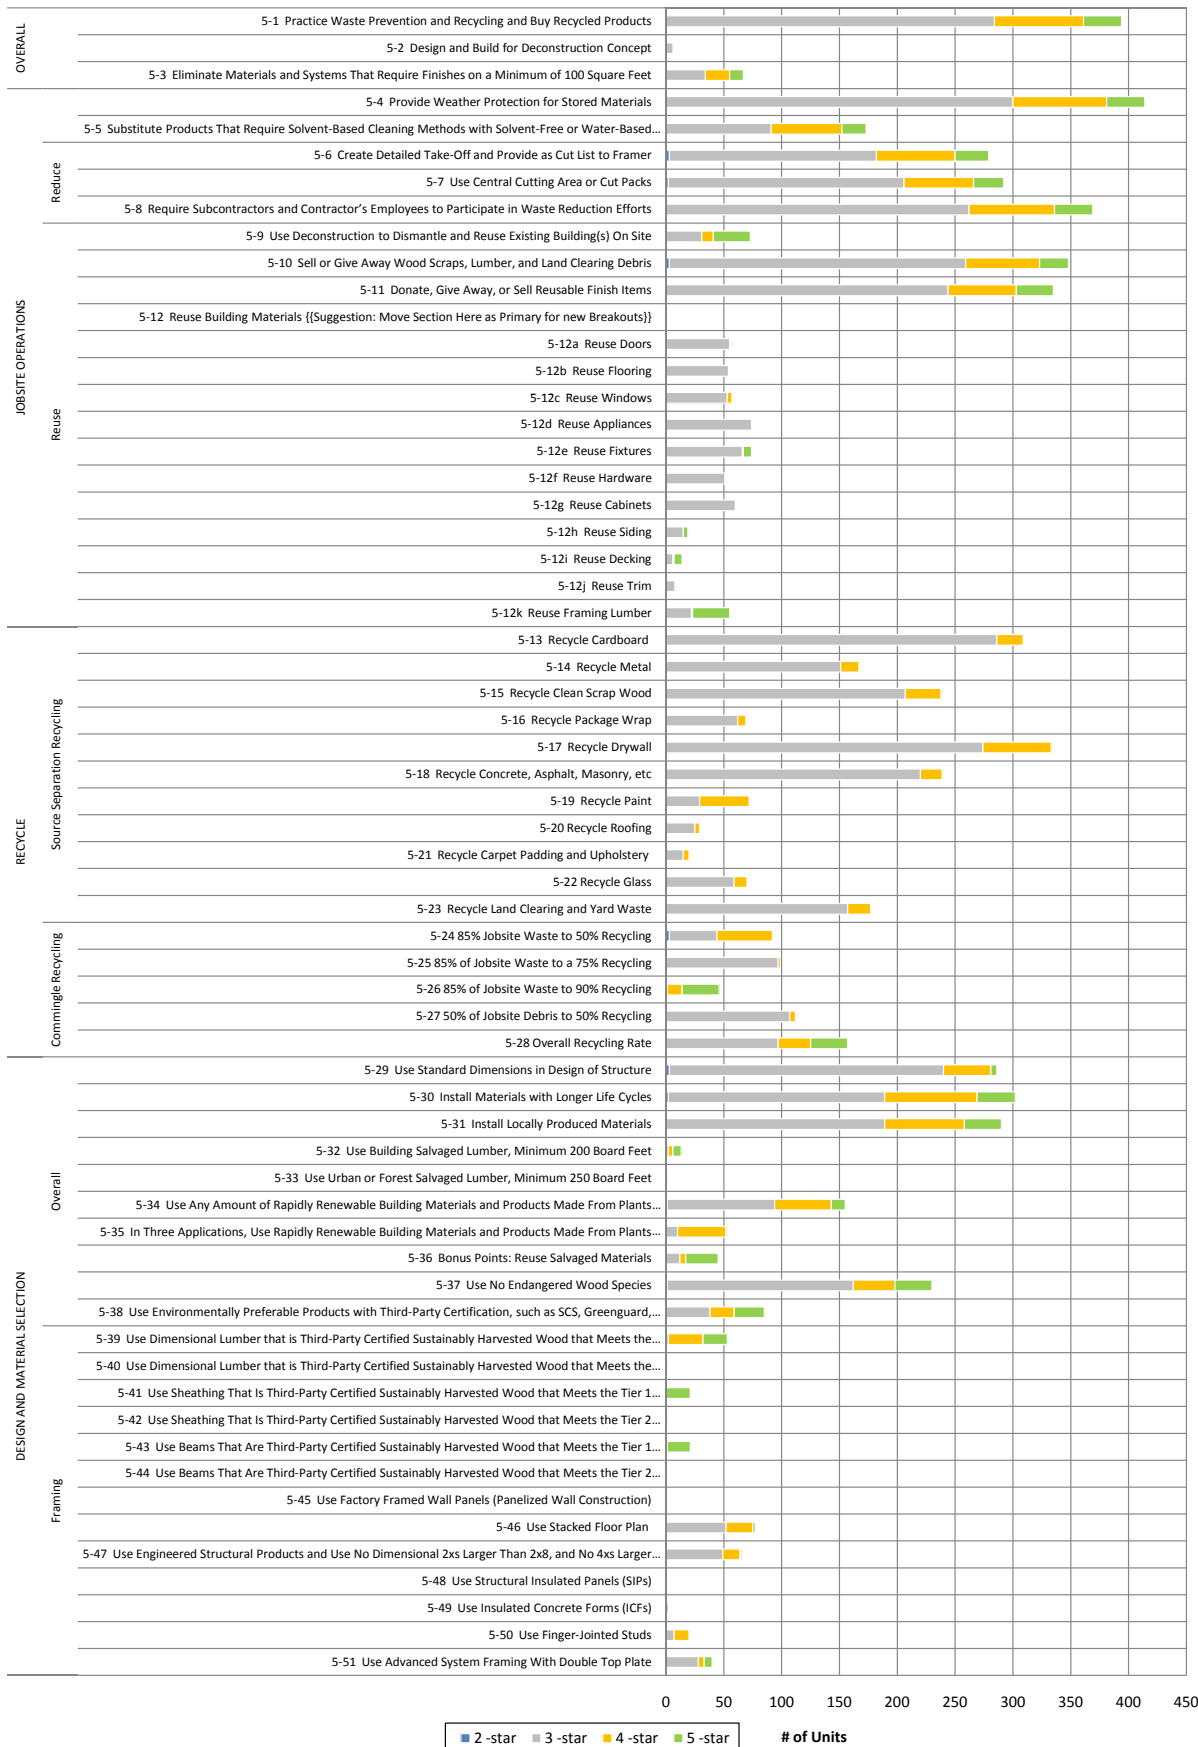 OVERALL
5-1 Practice Waste Prevention and Recycling and Buy Recycled Products
5-2 Design and Build for Deconstruction Concept
5-3 Eliminate Materials and Systems That Require Finishes on a Minimum of 100 Square Feet
JOBSITE OPERATIONS
5-4 Provide Weather Protection for Stored Materials
5-5 Substitute Products That Require Solvent-Based Cleaning Methods with Solvent-Free or Water-Based...
Reduce
5-6 Create Detailed Take-Off and Provide as Cut List to Framer
5-7 Use Central Cutting Area or Cut Packs
5-8 Require Subcontractors and Contractor's Employees to Participate in Waste Reduction Efforts
Reuse
5-9 Use Deconstruction to Dismantle and Reuse Existing Building(s) On Site
5-10 Sell or Give Away Wood Scraps, Lumber, and Land Clearing Debris
5-11 Donate, Give Away, or Sell Reusable Finish Items
5-12 Reuse Building Materials {{Suggestion: Move Section Here as Primary for new Breakouts}}
5-12a Reuse Doors
5-12b Reuse Flooring
5-12c Reuse Windows
5-12d Reuse Appliances
5-12e Reuse Fixtures
5-12f Reuse Hardware
5-12g Reuse Cabinets
5-12h Reuse Siding
5-12i Reuse Decking
5-12j Reuse Trim
5-12k Reuse Framing Lumber
RECYCLE
Source Separation Recycling
5-13 Recycle Cardboard
5-14 Recycle Metal
5-15 Recycle Clean Scrap Wood
5-16 Recycle Package Wrap
5-17 Recycle Drywall
5-18 Recycle Concrete, Asphalt, Masonry, etc
5-19 Recycle Paint
5-20 Recycle Roofing
5-21 Recycle Carpet Padding and Upholstery
5-22 Recycle Glass
5-23 Recycle Land Clearing and Yard Waste
Commingle Recycling
5-24 85% Jobsite Waste to 50% Recycling
5-25 85% of Jobsite Waste to a 75% Recycling
5-26 85% of Jobsite Waste to 90% Recycling
5-27 50% of Jobsite Debris to 50% Recycling
5-28 Overall Recycling Rate
DESIGN AND MATERIAL SELECTION
Overall
5-29 Use Standard Dimensions in Design of Structure
5-30 Install Materials with Longer Life Cycles
5-31 Install Locally Produced Materials
5-32 Use Building Salvaged Lumber, Minimum 200 Board Feet
5-33 Use Urban or Forest Salvaged Lumber, Minimum 250 Board Feet
5-34 Use Any Amount of Rapidly Renewable Building Materials and Products Made From Plants...
5-35 In Three Applications, Use Rapidly Renewable Building Materials and Products Made From Plants...
5-36 Bonus Points: Reuse Salvaged Materials
5-37 Use No Endangered Wood Species
5-38 Use Environmentally Preferable Products with Third-Party Certification, such as SCS, Greenguard,...
Framing
5-39 Use Dimensional Lumber that is Third-Party Certified Sustainably Harvested Wood that Meets the...
5-40 Use Dimensional Lumber that is Third-Party Certified Sustainably Harvested Wood that Meets the...
5-41 Use Sheathing That Is Third-Party Certified Sustainably Harvested Wood that Meets the Tier 1...
5-42 Use Sheathing That Is Third-Party Certified Sustainably Harvested Wood that Meets the Tier 2...
5-43 Use Beams That Are Third-Party Certified Sustainably Harvested Wood that Meets the Tier 1...
5-44 Use Beams That Are Third-Party Certified Sustainably Harvested Wood that Meets the Tier 2...
5-45 Use Factory Framed Wall Panels (Panelized Wall Construction)
5-46 Use Stacked Floor Plan
5-47 Use Engineered Structural Products and Use No Dimensional 2xs Larger Than 2x8, and No 4xs Larger...
5-48 Use Structural Insulated Panels (SIPs)
5-49 Use Insulated Concrete Forms (ICFs)
5-50 Use Finger-Jointed Studs
5-51 Use Advanced System Framing With Double Top Plate
0 50 100 150 200 250 300 350 400 450
2 -star 3 -star 4 -star 5 -star
# of Units